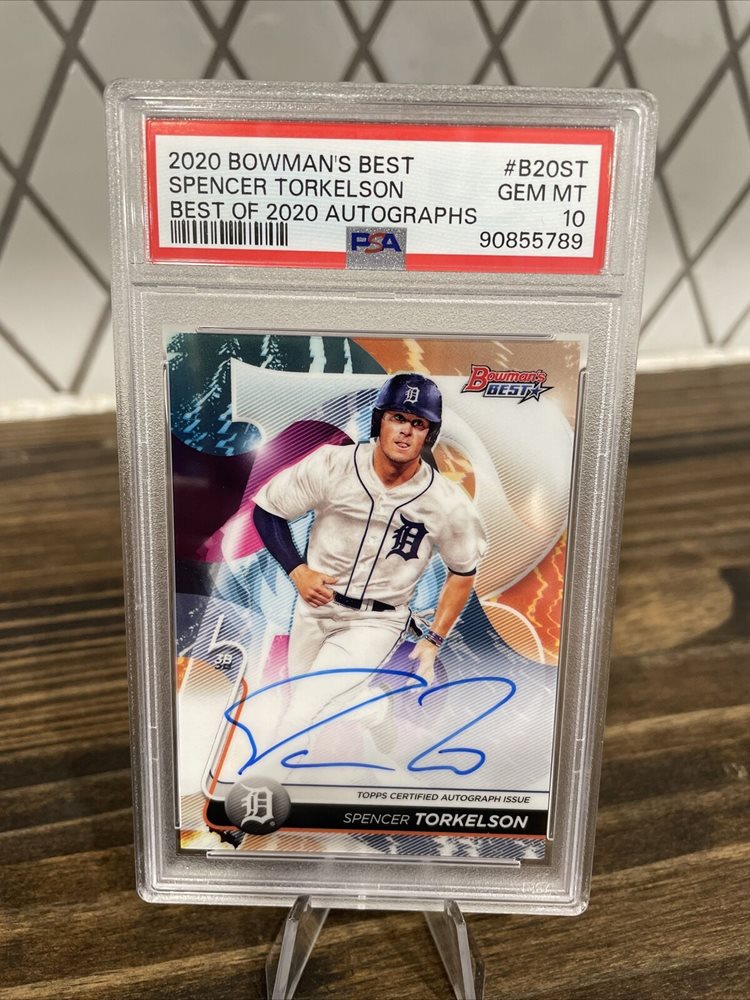 2020 BOWMAN'S BEST #B20ST
SPENCER TORKELSON GEM MT
BEST OF 2020 AUTOGRAPHS 10
PSA 90855789
Bowman's
BEST
D
D
3B
TOPPS CERTIFIED AUTOGRAPH ISSUE
D
SPENCER TORKELSON